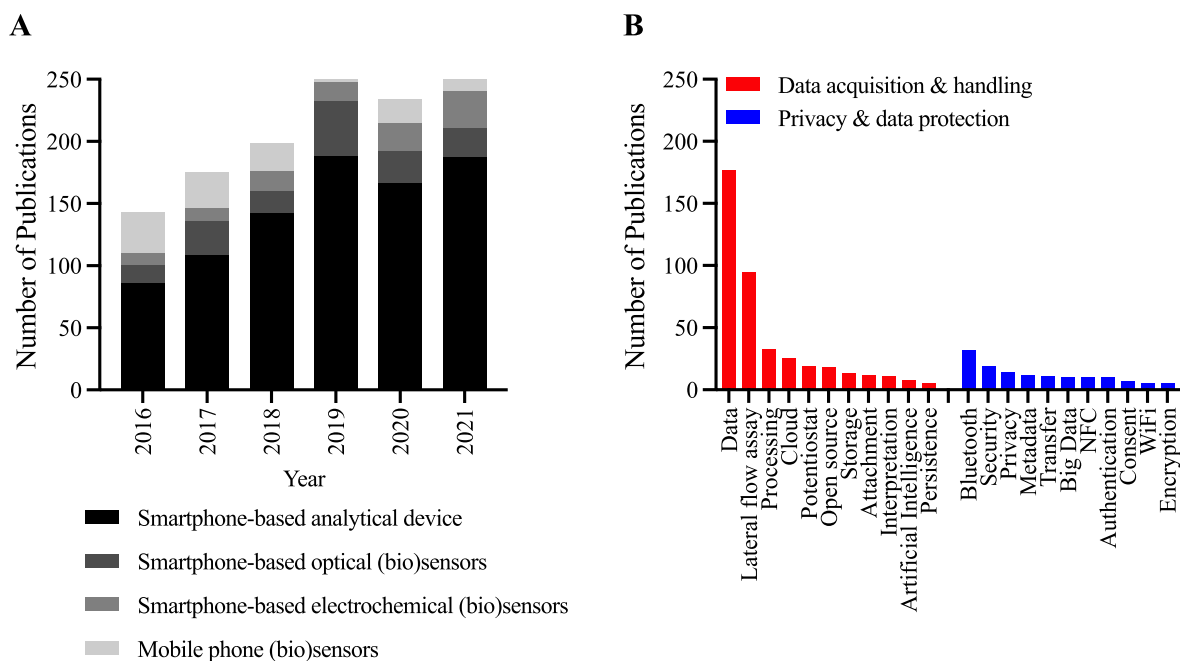 A
Number of Publications
250
200
150
100
50
0
2016
2017
2018
2019
2020
2021
Year
Smartphone-based analytical device
Smartphone-based optical (bio)sensors
Smartphone-based electrochemical (bio)sensors
Mobile phone (bio)sensors
B
Number of Publications
250
200
150
100
50
0
Data acquisition & handling
Privacy & data protection
Data
Lateral flow assay
Processing
Cloud
Potentiostat
Open source
Storage
Attachment
Interpretation
Artificial Intelligence
Persistence
Bluetooth
Security
Privacy
Metadata
Transfer
Big Data
NFC
Authentication
Consent
WiFi
Encryption